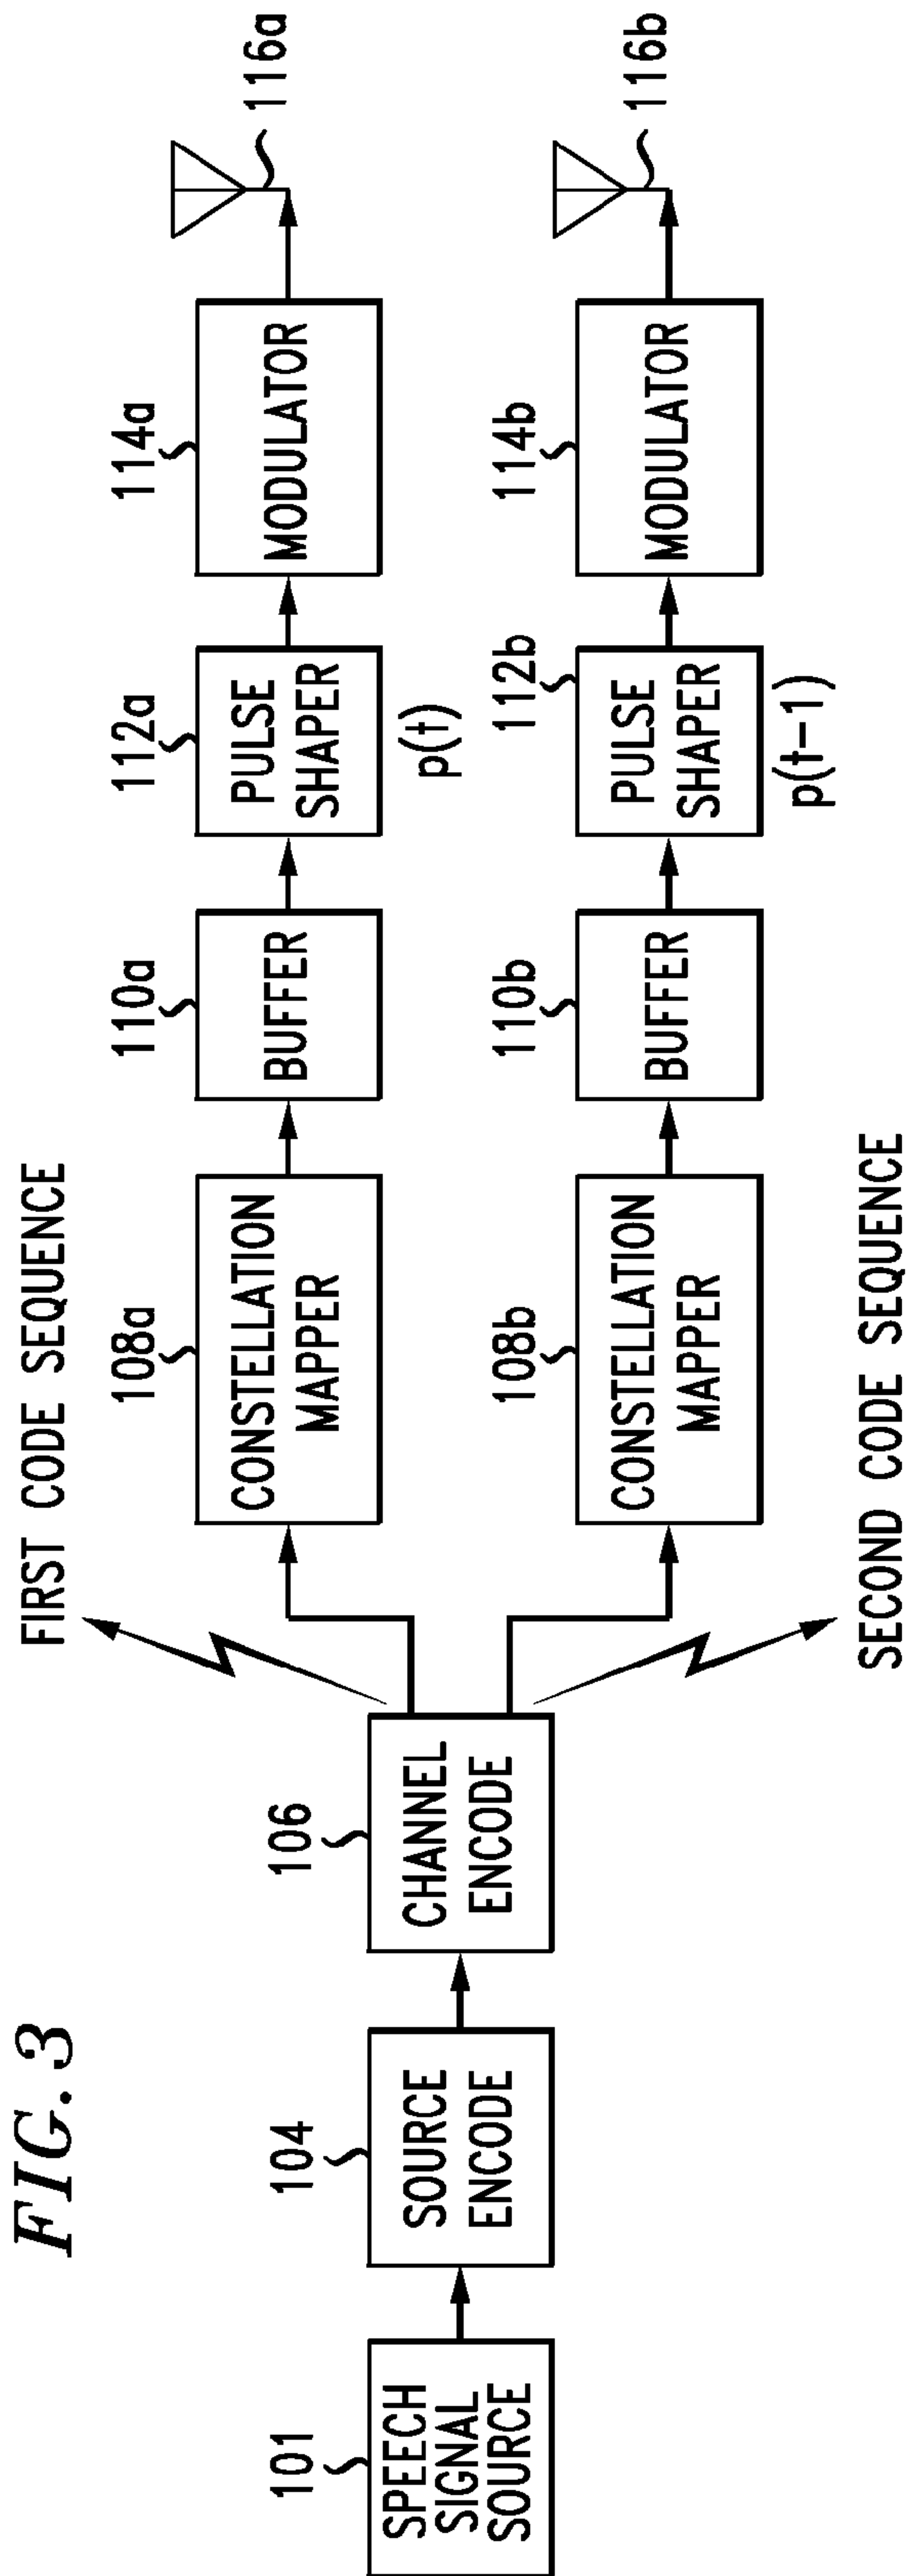 FIG. 3
FIRST CODE SEQUENCE
101
SPEECH
SIGNAL
SOURCE
104
SOURCE
ENCODE
106
CHANNEL
ENCODE
108a
CONSTELLATION
MAPPER
110a
BUFFER
112a
PULSE
SHAPER
p(t)
114a
MODULATOR
116a
108b
CONSTELLATION
MAPPER
110b
BUFFER
112b
PULSE
SHAPER
p(t-1)
114b
MODULATOR
116b
SECOND CODE SEQUENCE